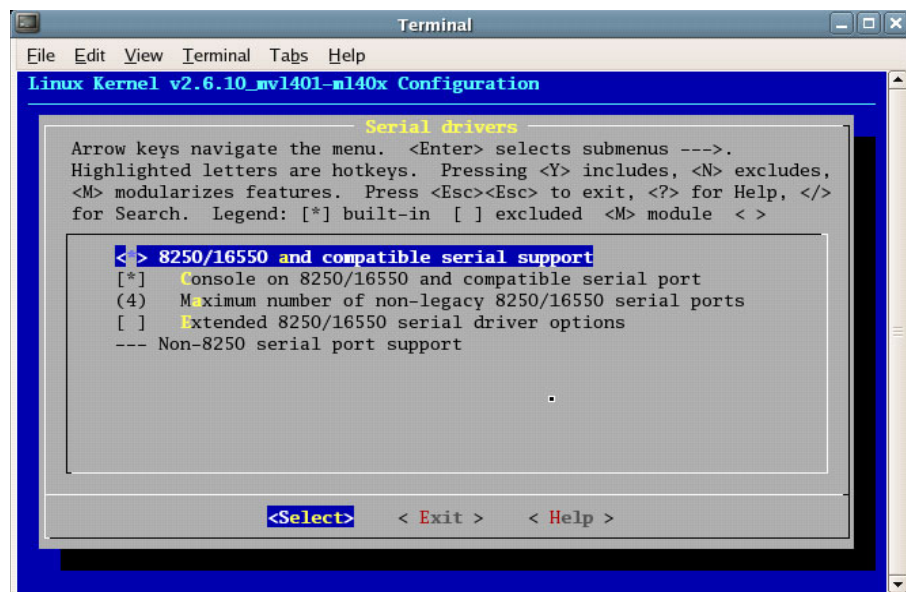 Terminal
File Edit View Terminal Tabs Help
Linux Kernel v2.6.10_mvl401-ml40x Configuration
Serial drivers
Arrow keys navigate the menu. <Enter> selects submenus --->.
Highlighted letters are hotkeys. Pressing <Y> includes, <N> excludes,
<M> modularizes features. Press <Esc><Esc> to exit, <?> for Help, </>
for Search. Legend: [*] built-in [ ] excluded <M> module < >
<*> 8250/16550 and compatible serial support
[*] Console on 8250/16550 and compatible serial port
(4) Maximum number of non-legacy 8250/16550 serial ports
[ ] Extended 8250/16550 serial driver options
--- Non-8250 serial port support
<Select> < Exit > < Help >